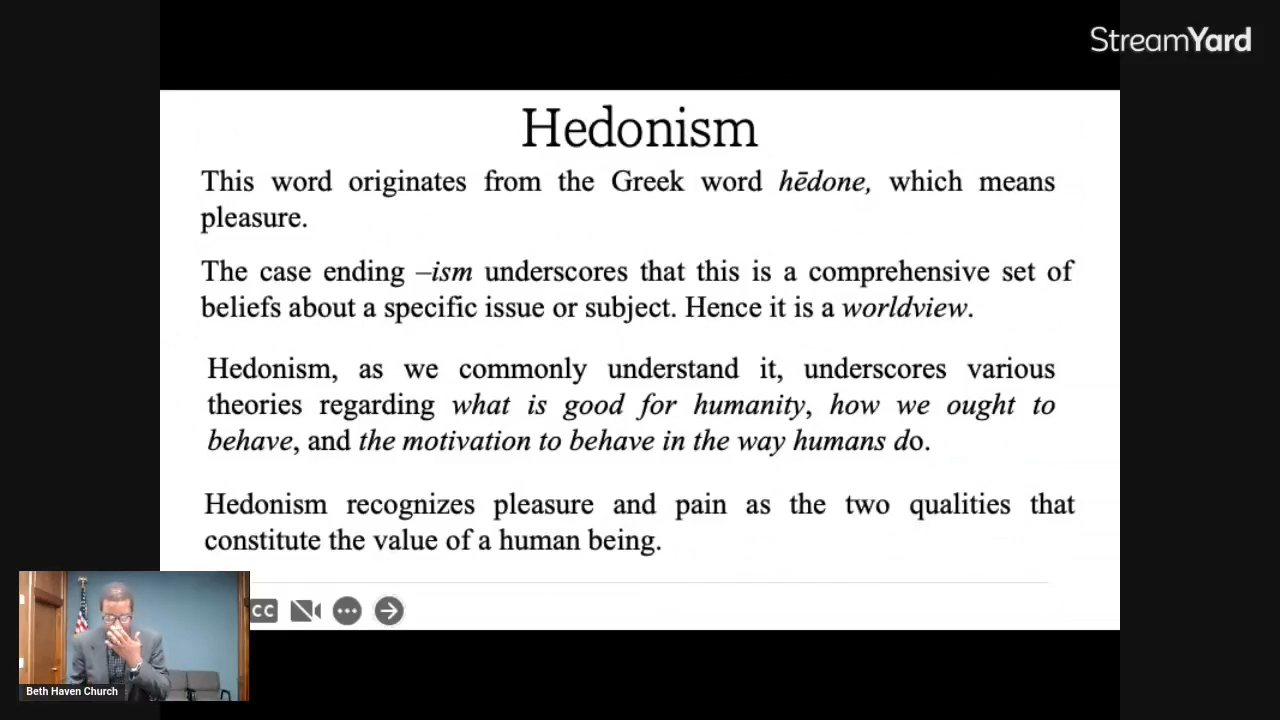 StreamYard
Hedonism
This word originates from the Greek word hēdone, which means
pleasure.
The case ending –ism underscores that this is a comprehensive set of
beliefs about a specific issue or subject. Hence it is a worldview.
Hedonism, as we commonly understand it, underscores various
theories regarding what is good for humanity, how we ought to
behave, and the motivation to behave in the way humans do.
Hedonism recognizes pleasure and pain as the two qualities that
constitute the value of a human being.
CC
Beth Haven Church